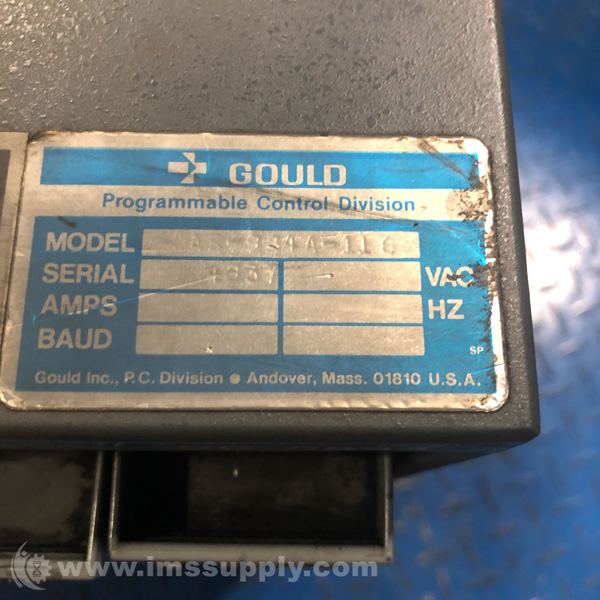 GOULD
Programmable Control Division
MODEL
SERIAL 1937 VAC
AMPS HZ
BAUD
SP
Gould Inc., P.C. Division • Andover, Mass. 01810 U.S.A.
www.imssupply.com